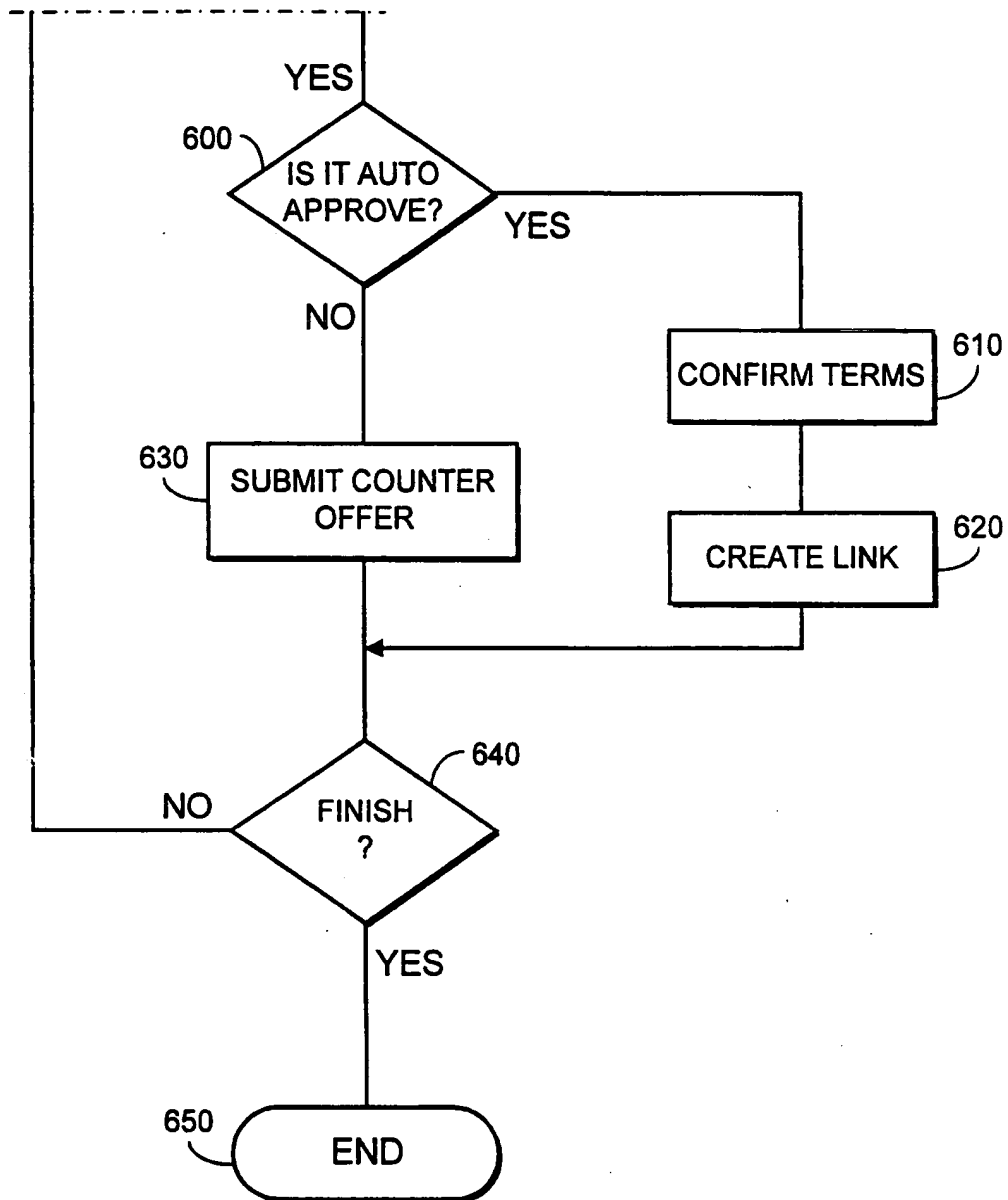 YES
600
IS IT AUTO
APPROVE?
YES
NO
610
CONFIRM TERMS
630
SUBMIT COUNTER
OFFER
620
CREATE LINK
640
NO
FINISH
?
YES
650
END